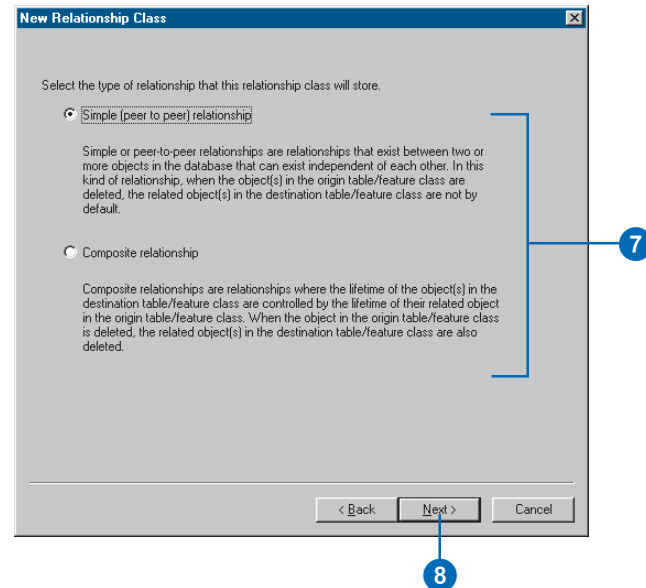 New Relationship Class
Select the type of relationship that this relationship class will store.
Simple (peer to peer) relationship
Simple or peer-to-peer relationships are relationships that exist between two or
more objects in the database that can exist independent of each other. In this
kind of relationship, when the object(s) in the origin table/feature class are
deleted, the related object(s) in the destination table/feature class are not by
default.
7
Composite relationship
Composite relationships are relationships where the lifetime of the object(s) in the
destination table/feature class are controlled by the lifetime of their related object
in the origin table/feature class. When the object in the origin table/feature class
is deleted, the related object(s) in the destination table/feature class are also
deleted.
< Back Next > Cancel
8